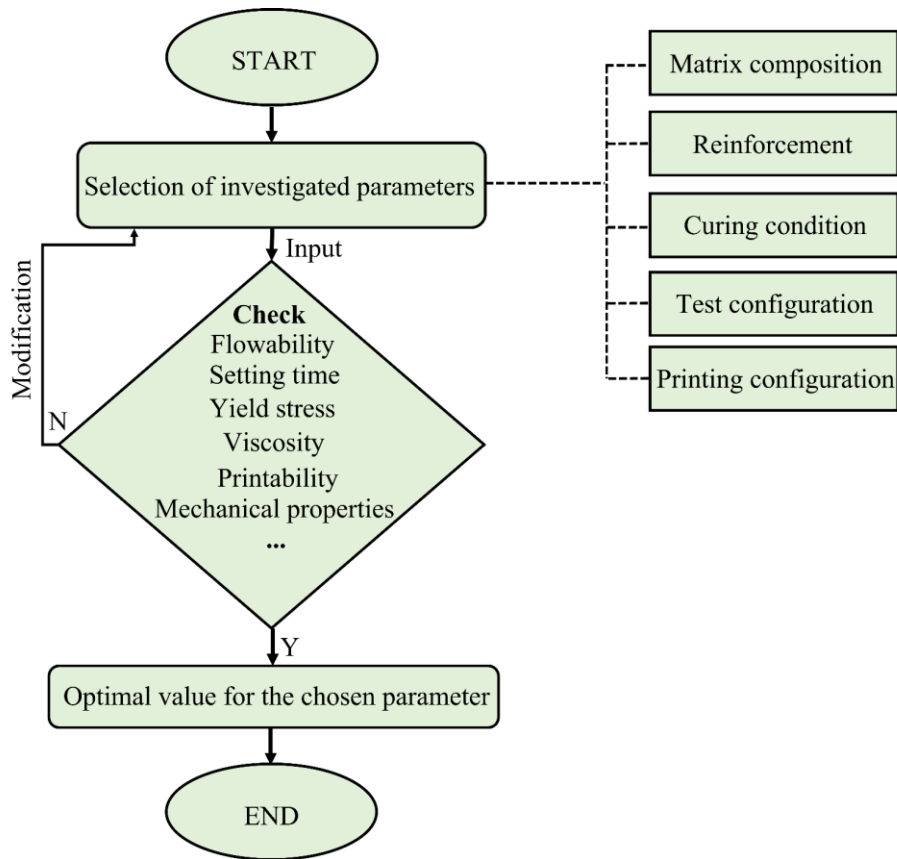 START
Selection of investigated parameters
Matrix composition
Reinforcement
Curing condition
Test configuration
Printing configuration
Input
Modification
N
Check
Flowability
Setting time
Yield stress
Viscosity
Printability
Mechanical properties
...
Y
Optimal value for the chosen parameter
END